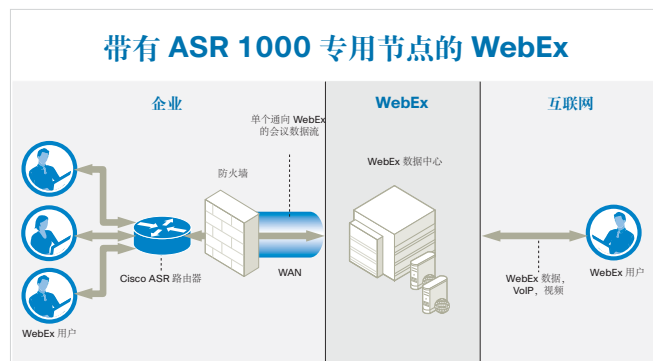 带有 ASR 1000 专用节点的 WebEx
企业
WebEx
互联网
单个通向 WebEx
的会议数据流
防火墙
WebEx 数据中心
WAN
Cisco ASR 路由器
WebEx 用户
WebEx 数据，
VoIP，视频
WebEx 用户